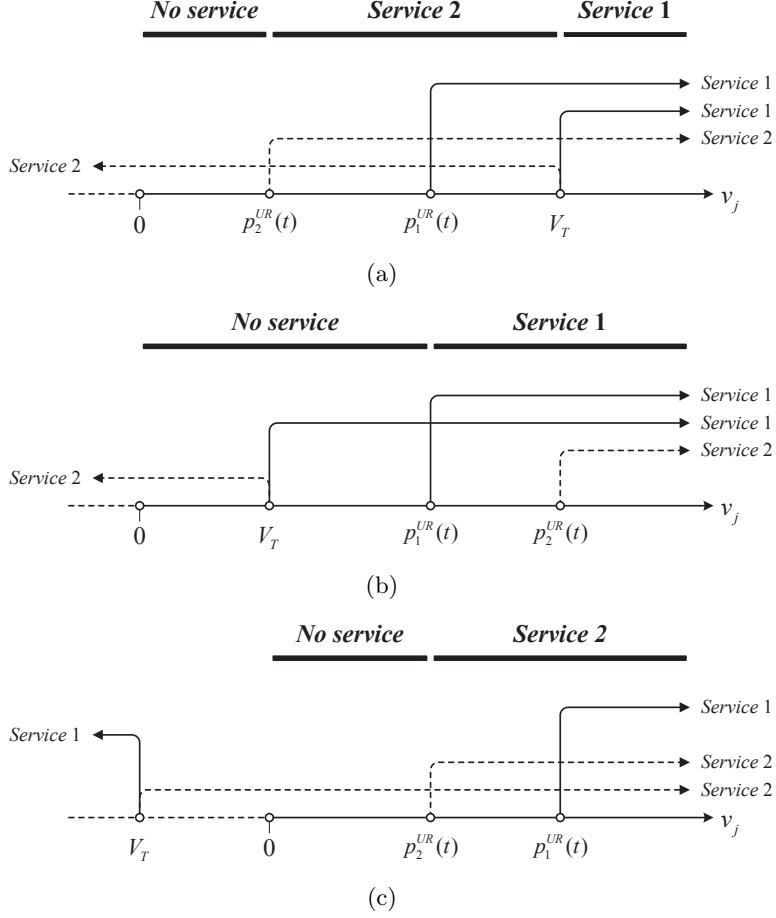 No service Service 2 Service 1
Service 1
Service 1
Service 2
Service 2
0 p_2^{UR}(t) p_1^{UR}(t) V_T v_j
(a)
No service Service 1
Service 1
Service 1
Service 2
Service 2
0 V_T p_1^{UR}(t) p_2^{UR}(t) v_j
(b)
No service Service 2
Service 1
Service 1
Service 2
Service 2
V_T 0 p_2^{UR}(t) p_1^{UR}(t) v_j
(c)